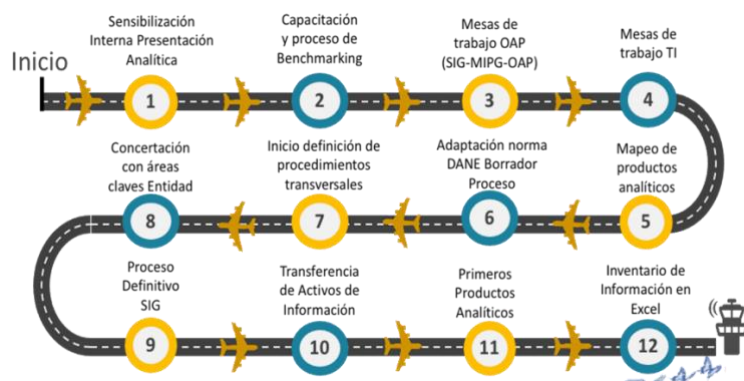 Inicio
Sensibilización
Interna Presentación
Analítica
1
Capacitación
y proceso de
Benchmarking
2
Mesas de
trabajo OAP
(SIG-MIPG-OAP)
3
Mesas de
trabajo TI
4
Mapeo de
productos
analíticos
5
Adaptación norma
DANE Borrador
Proceso
6
Inicio definición de
procedimientos
transversales
7
Concertación
con áreas
claves Entidad
8
Proceso
Definitivo
SIG
9
Transferencia
de Activos de
Información
10
Primeros
Productos
Analíticos
11
Inventario de
Información en
Excel
12